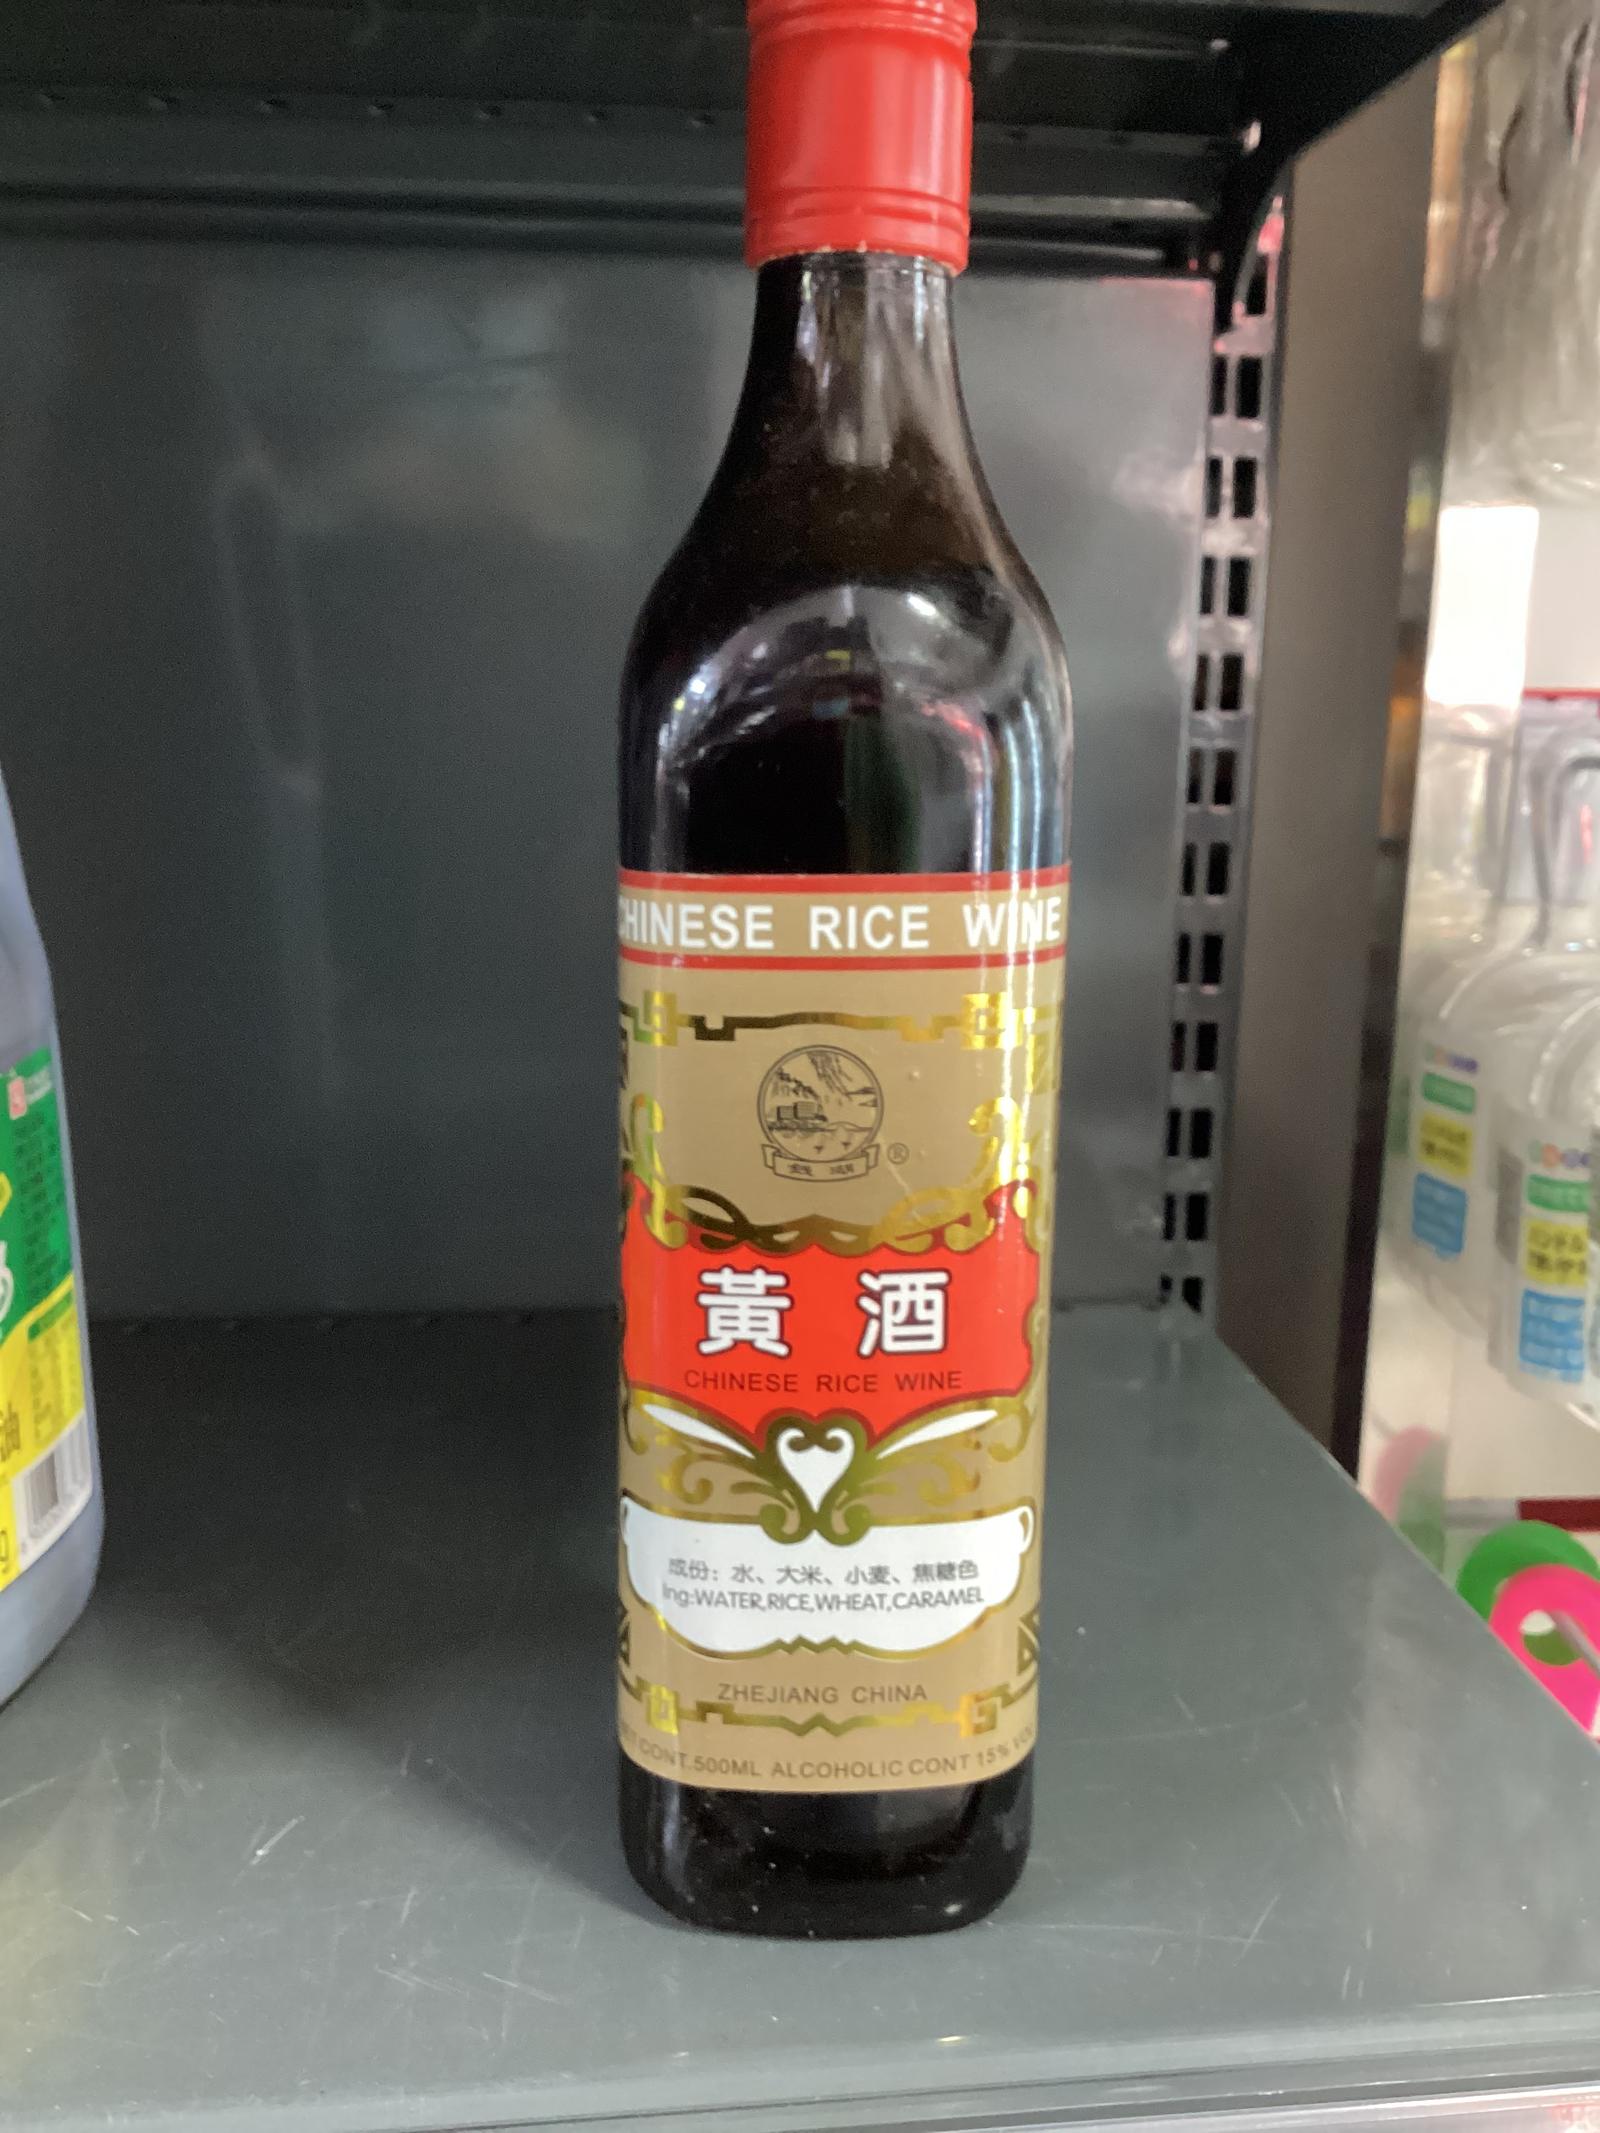 CHINESE RICE WINE
®
黃酒
CHINESE RICE WINE
成份：水、大米、小麦、焦糖色
Ing:WATER,RICE,WHEAT,CARAMEL
ZHEJIANG CHINA
CONT.500ML ALCOHOLIC CONT 15% VOL
油